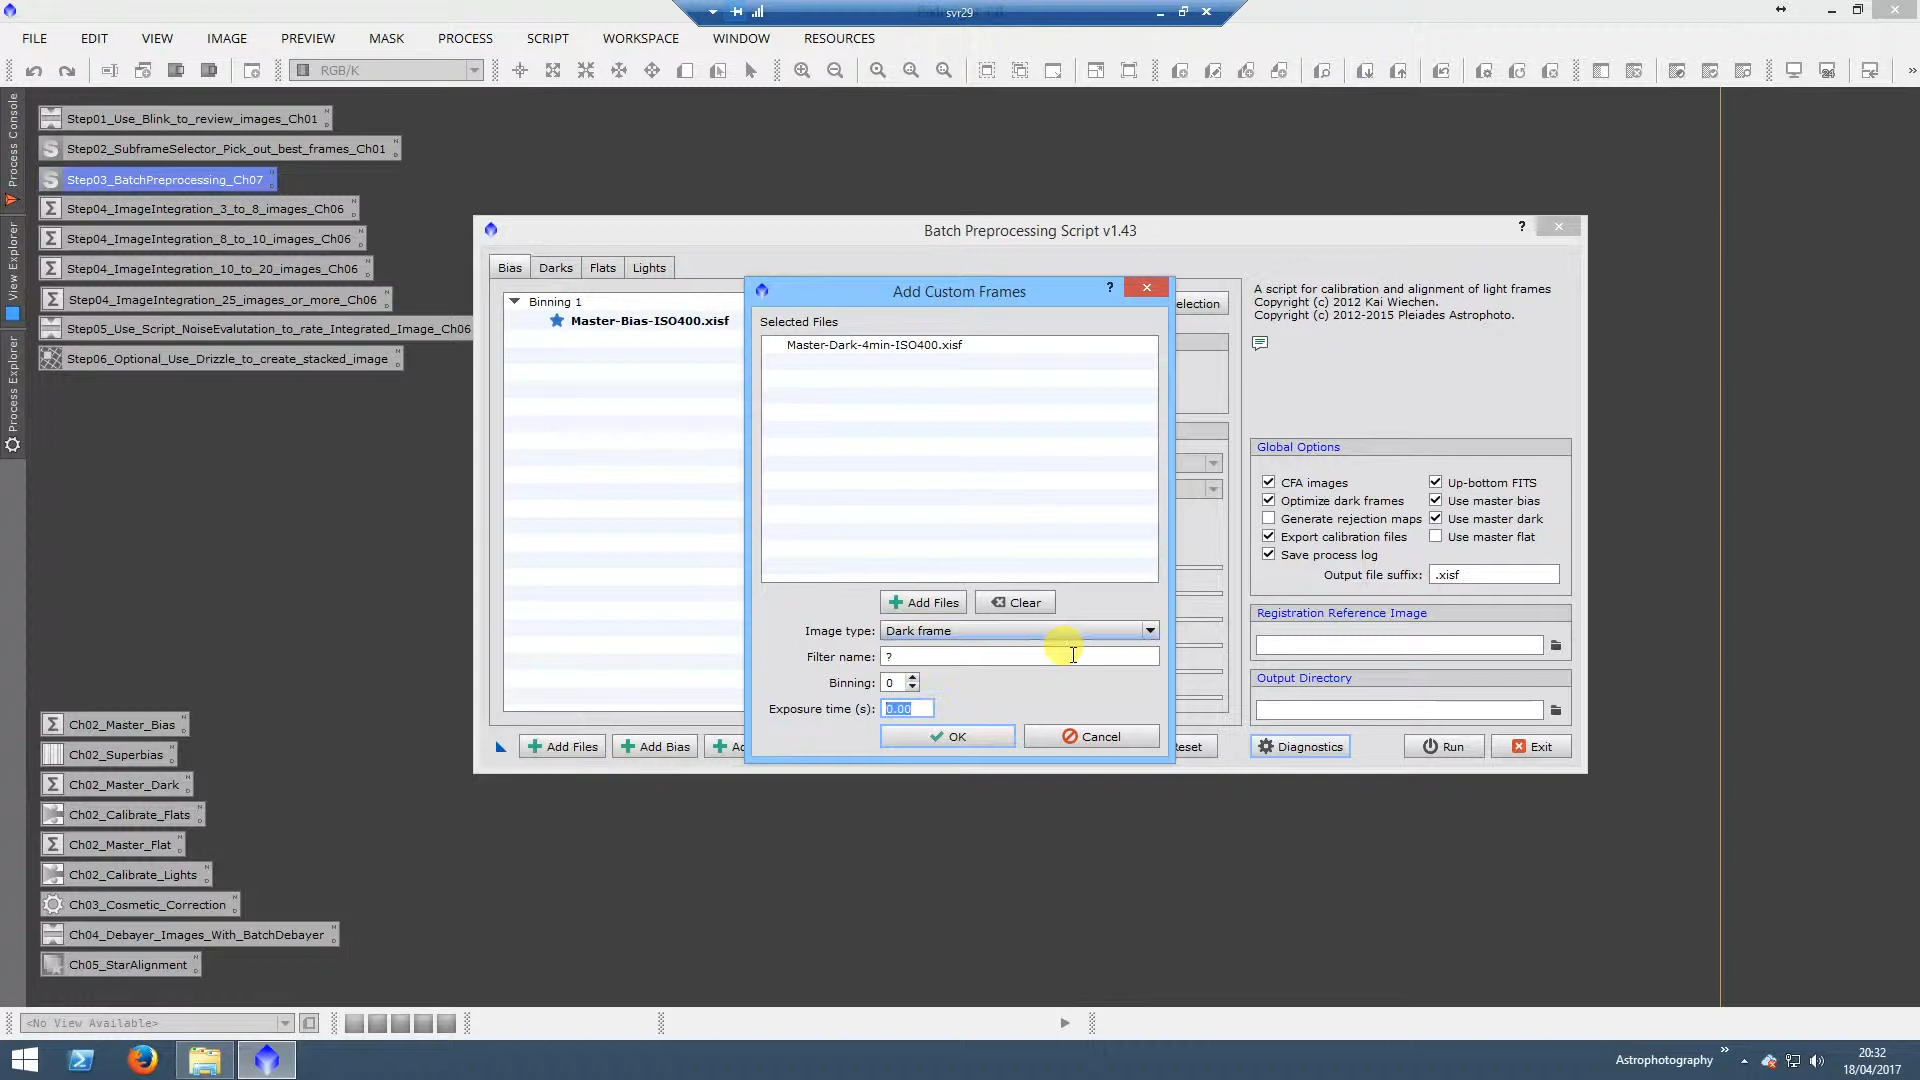 svr29
FILE EDIT VIEW IMAGE PREVIEW MASK PROCESS SCRIPT WORKSPACE WINDOW RESOURCES
RGB/K
Process Console
View Explorer
Process Explorer
Step01_Use_Blink_to_review_images_Ch01
Step02_SubframeSelector_Pick_out_best_frames_Ch01
Step03_BatchPreprocessing_Ch07
Step04_ImageIntegration_3_to_8_images_Ch06
Step04_ImageIntegration_8_to_10_images_Ch06
Step04_ImageIntegration_10_to_20_images_Ch06
Step04_ImageIntegration_25_images_or_more_Ch06
Step05_Use_Script_NoiseEvalutation_to_rate_Integrated_Image_Ch06
Step06_Optional_Use_Drizzle_to_create_stacked_image
Ch02_Master_Bias
Ch02_Superbias
Ch02_Master_Dark
Ch02_Calibrate_Flats
Ch02_Master_Flat
Ch02_Calibrate_Lights
Ch03_Cosmetic_Correction
Ch04_Debayer_Images_With_BatchDebayer
Ch05_StarAlignment
Batch Preprocessing Script v1.43
?
Bias Darks Flats Lights
Binning 1
Master-Bias-ISO400.xisf
Add Files Add Bias Ad
Add Custom Frames
?
Selected Files
Master-Dark-4min-ISO400.xisf
Add Files Clear
Image type: Dark frame
Filter name: ?
Binning: 0
Exposure time (s): 0.00
OK Cancel
election
eset
A script for calibration and alignment of light frames
Copyright (c) 2012 Kai Wiechen.
Copyright (c) 2012-2015 Pleiades Astrophoto.
Global Options
CFA images Up-bottom FITS
Optimize dark frames Use master bias
Generate rejection maps Use master dark
Export calibration files Use master flat
Save process log
Output file suffix: .xisf
Registration Reference Image
Output Directory
Diagnostics Run Exit
<No View Available>
Astrophotography
20:32
18/04/2017